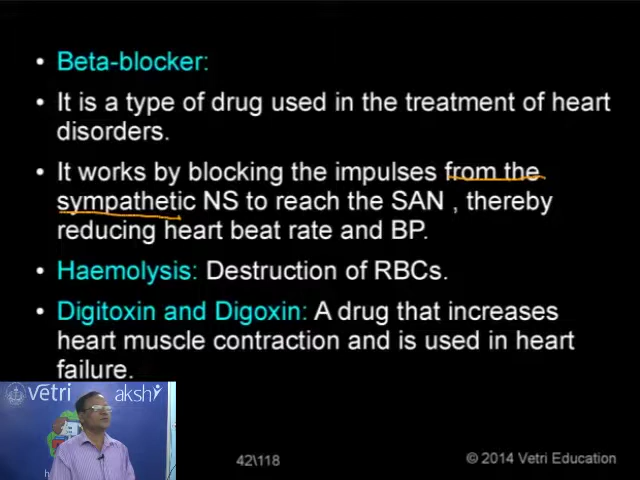 • Beta-blocker:
• It is a type of drug used in the treatment of heart
disorders.
• It works by blocking the impulses from the
sympathetic NS to reach the SAN , thereby
reducing heart beat rate and BP.
• Haemolysis: Destruction of RBCs.
• Digitoxin and Digoxin: A drug that increases
heart muscle contraction and is used in heart
failure.
vetri akshi
42\118
© 2014 Vetri Education